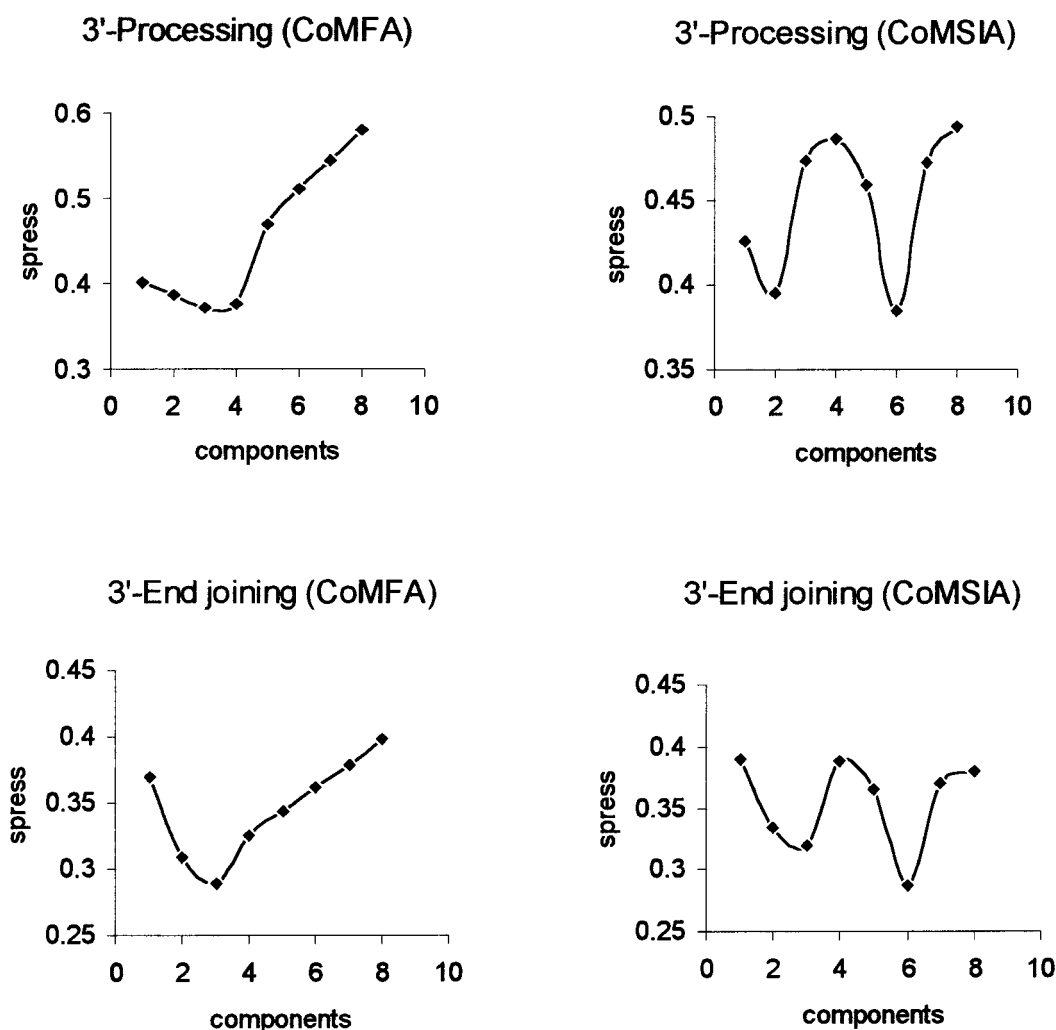 3'-Processing (CoMFA)
0.6
0.5
0.4
0.3
spress
0 2 4 6 8 10
components
3'-Processing (CoMSIA)
0.5
0.45
0.4
0.35
spress
0 2 4 6 8 10
components
3'-End joining (CoMFA)
0.45
0.4
0.35
0.3
0.25
spress
0 2 4 6 8 10
components
3'-End joining (CoMSIA)
0.45
0.4
0.35
0.3
0.25
spress
0 2 4 6 8 10
components